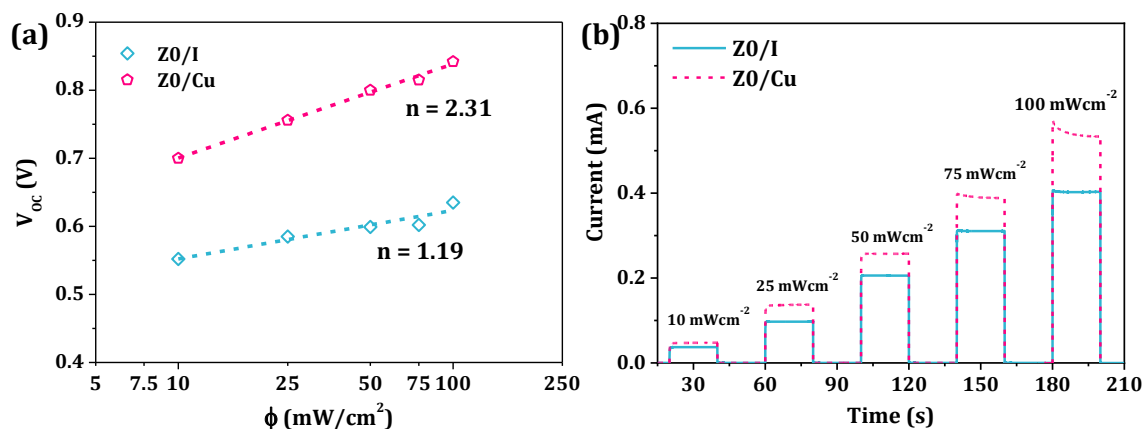 (a)
Z0/I
Z0/Cu
n = 2.31
n = 1.19
V_OC (V)
0.9
0.8
0.7
0.6
0.5
0.4
5 7.5 10 25 50 75 100 250
ϕ (mW/cm²)
(b)
Z0/I
Z0/Cu
100 mWcm⁻²
75 mWcm⁻²
50 mWcm⁻²
25 mWcm⁻²
10 mWcm⁻²
Current (mA)
0.8
0.6
0.4
0.2
0.0
30 60 90 120 150 180 210
Time (s)